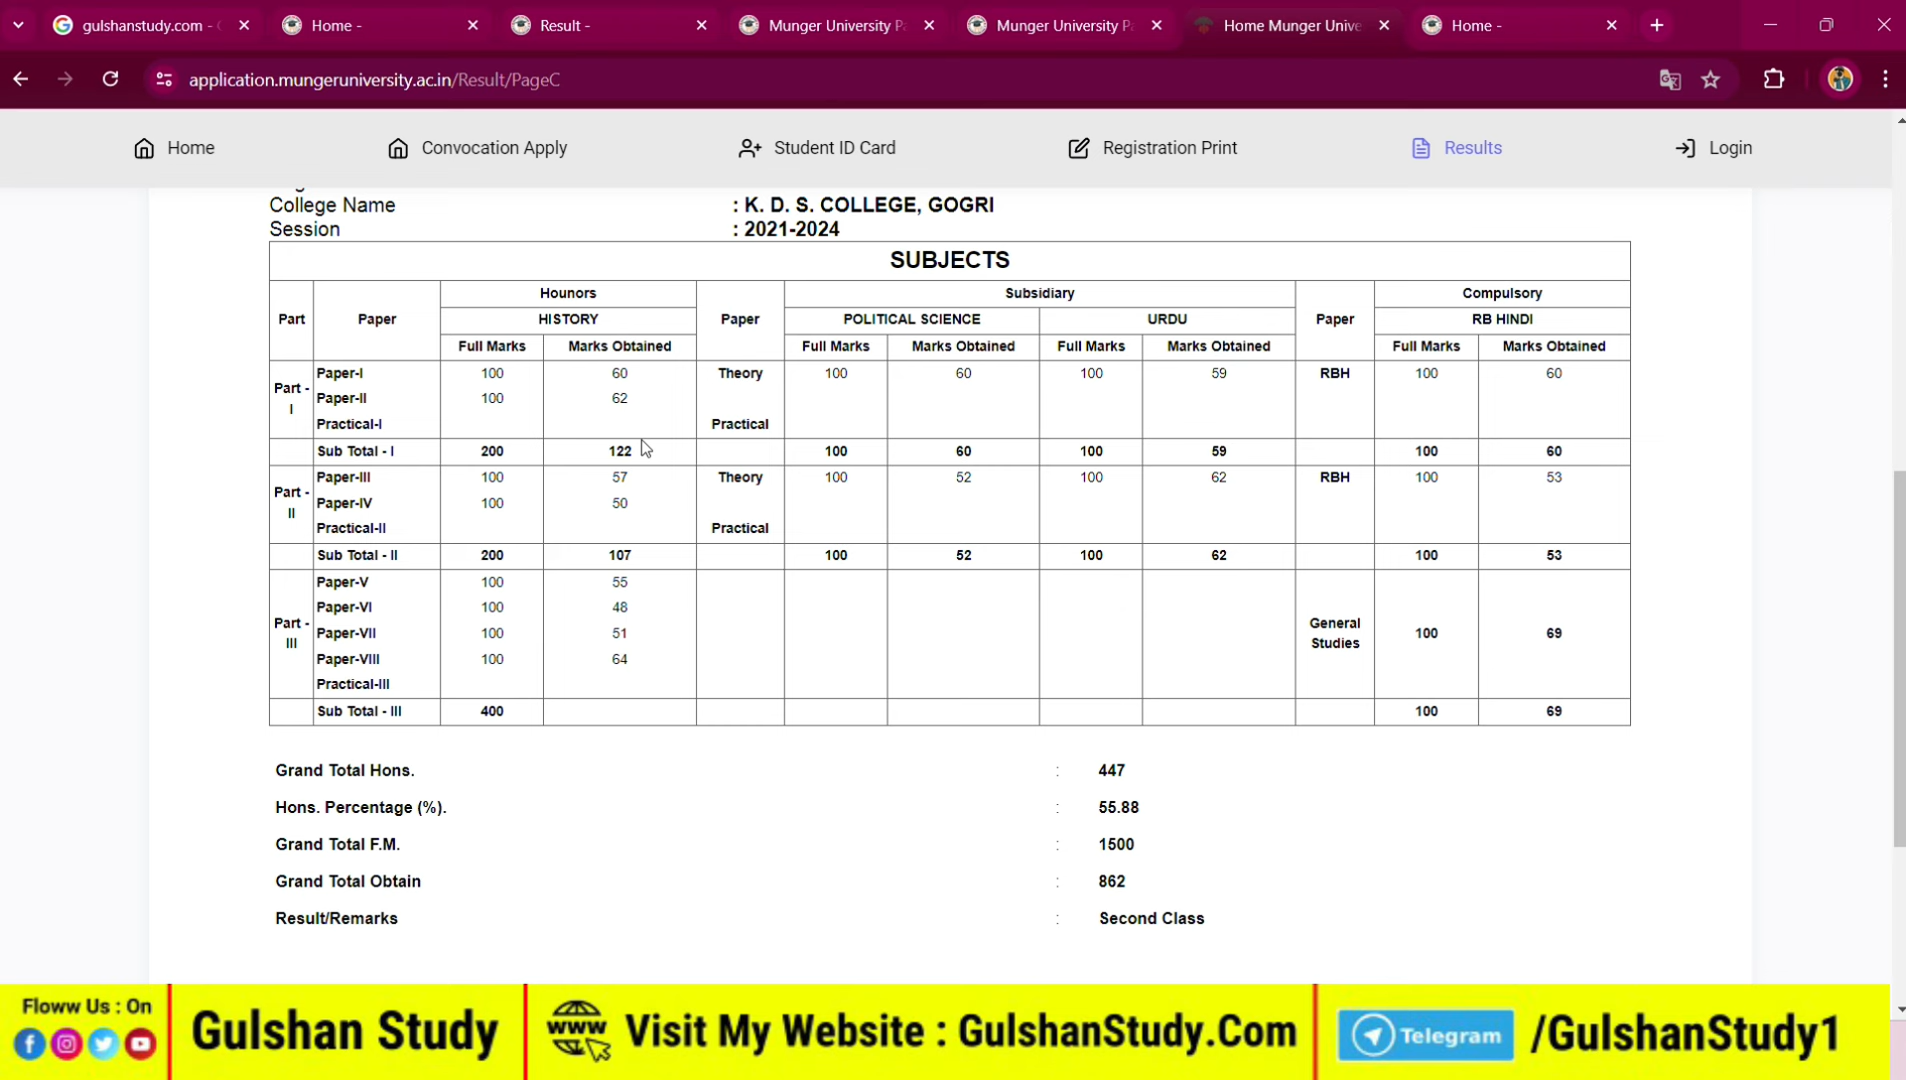 gulshanstudy.com -
Home -
Result -
Munger University Pa
Munger University Pa
Home Munger Unive
Home -
application.mungeruniversity.ac.in/Result/PageC
Home
Convocation Apply
Student ID Card
Registration Print
Results
Login
College Name : K. D. S. COLLEGE, GOGRI
Session : 2021-2024
SUBJECTS
Part Paper Hounors Paper Subsidiary Paper Compulsory
HISTORY POLITICAL SCIENCE URDU RB HINDI
Full Marks Marks Obtained Full Marks Marks Obtained Full Marks Marks Obtained Full Marks Marks Obtained
Part - I
Paper-I 100 60 Theory 100 60 100 59 RBH 100 60
Paper-II 100 62
Practical-I Practical
Sub Total - I 200 122 100 60 100 59 100 60
Part - II
Paper-III 100 57 Theory 100 52 100 62 RBH 100 53
Paper-IV 100 50
Practical-II Practical
Sub Total - II 200 107 100 52 100 62 100 53
Part - III
Paper-V 100 55
Paper-VI 100 48
Paper-VII 100 51 General Studies 100 69
Paper-VIII 100 64
Practical-III
Sub Total - III 400 100 69
Grand Total Hons. : 447
Hons. Percentage (%). : 55.88
Grand Total F.M. : 1500
Grand Total Obtain : 862
Result/Remarks : Second Class
Floww Us : On
Gulshan Study
www
Visit My Website : GulshanStudy.Com
Telegram
/GulshanStudy1